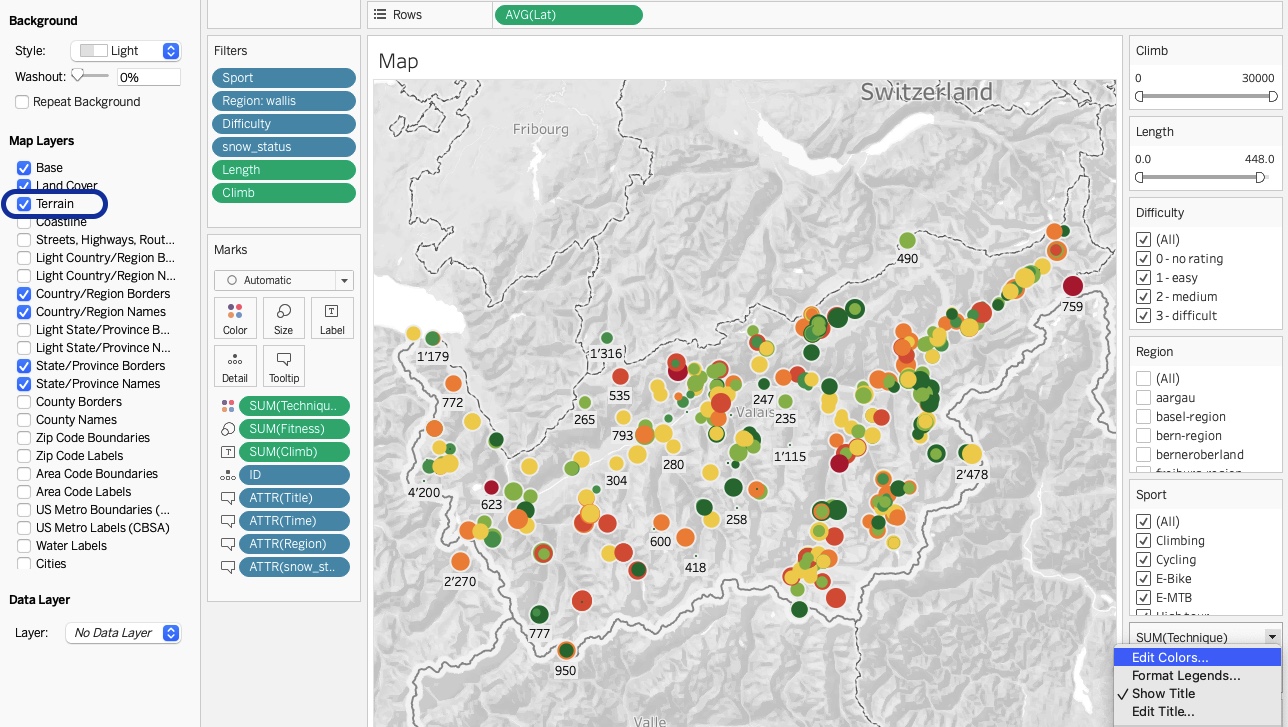 Background
Style:
Light
Washout:
0%
Repeat Background
Map Layers
Base
Land Cover
Terrain
Coastline
Streets, Highways, Rout...
Light Country/Region B...
Light Country/Region N...
Country/Region Borders
Country/Region Names
Light State/Province B...
Light State/Province N...
State/Province Borders
State/Province Names
County Borders
County Names
Zip Code Boundaries
Zip Code Labels
Area Code Boundaries
Area Code Labels
US Metro Boundaries (...
US Metro Labels (CBSA)
Water Labels
Cities
Data Layer
Layer:
No Data Layer
Filters
Sport
Region: wallis
Difficulty
snow_status
Length
Climb
Marks
Automatic
Color
Size
Label
Detail
Tooltip
SUM(Techniqu..
SUM(Fitness)
SUM(Climb)
ID
ATTR(Title)
ATTR(Time)
ATTR(Region)
ATTR(snow_st..
Rows
AVG(Lat)
Map
Switzerland
Fribourg
490
759
1'179
1'316
772
535
265
247
Valais
235
793
280
1'115
304
4'200
623
2'478
258
600
418
2'270
777
950
Valle
Climb
0
30000
Length
0.0
448.0
Difficulty
(All)
0 - no rating
1 - easy
2 - medium
3 - difficult
Region
(All)
aargau
basel-region
bern-region
berneroberland
Sport
(All)
Climbing
Cycling
E-Bike
E-MTB
SUM(Technique)
Edit Colors...
Format Legends...
Show Title
Edit Title...